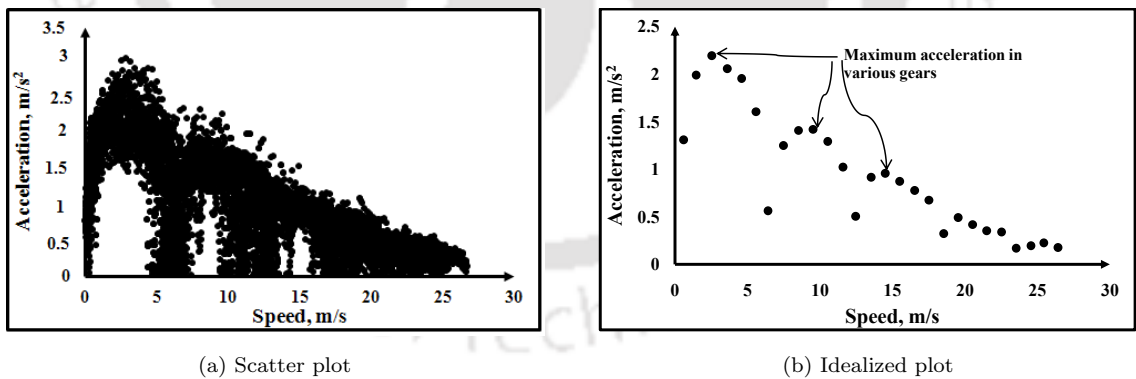 3.5
3
2.5
2
1.5
1
0.5
0
Acceleration, m/s²
0 5 10 15 20 25 30
Speed, m/s
(a) Scatter plot
2.5
2
1.5
1
0.5
0
Acceleration, m/s²
Maximum acceleration in
various gears
0 5 10 15 20 25 30
Speed, m/s
(b) Idealized plot